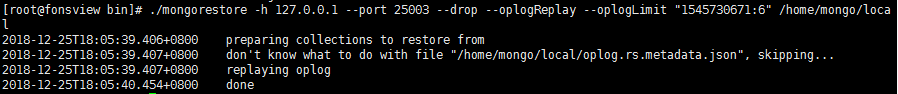 [root@fonsview bin]# ./mongorestore -h 127.0.0.1 --port 25003 --drop --oplogReplay --oplogLimit "1545730671:6" /home/mongo/loca
l
2018-12-25T18:05:39.406+0800 preparing collections to restore from
2018-12-25T18:05:39.407+0800 don't know what to do with file "/home/mongo/local/oplog.rs.metadata.json", skipping...
2018-12-25T18:05:39.407+0800 replaying oplog
2018-12-25T18:05:40.454+0800 done